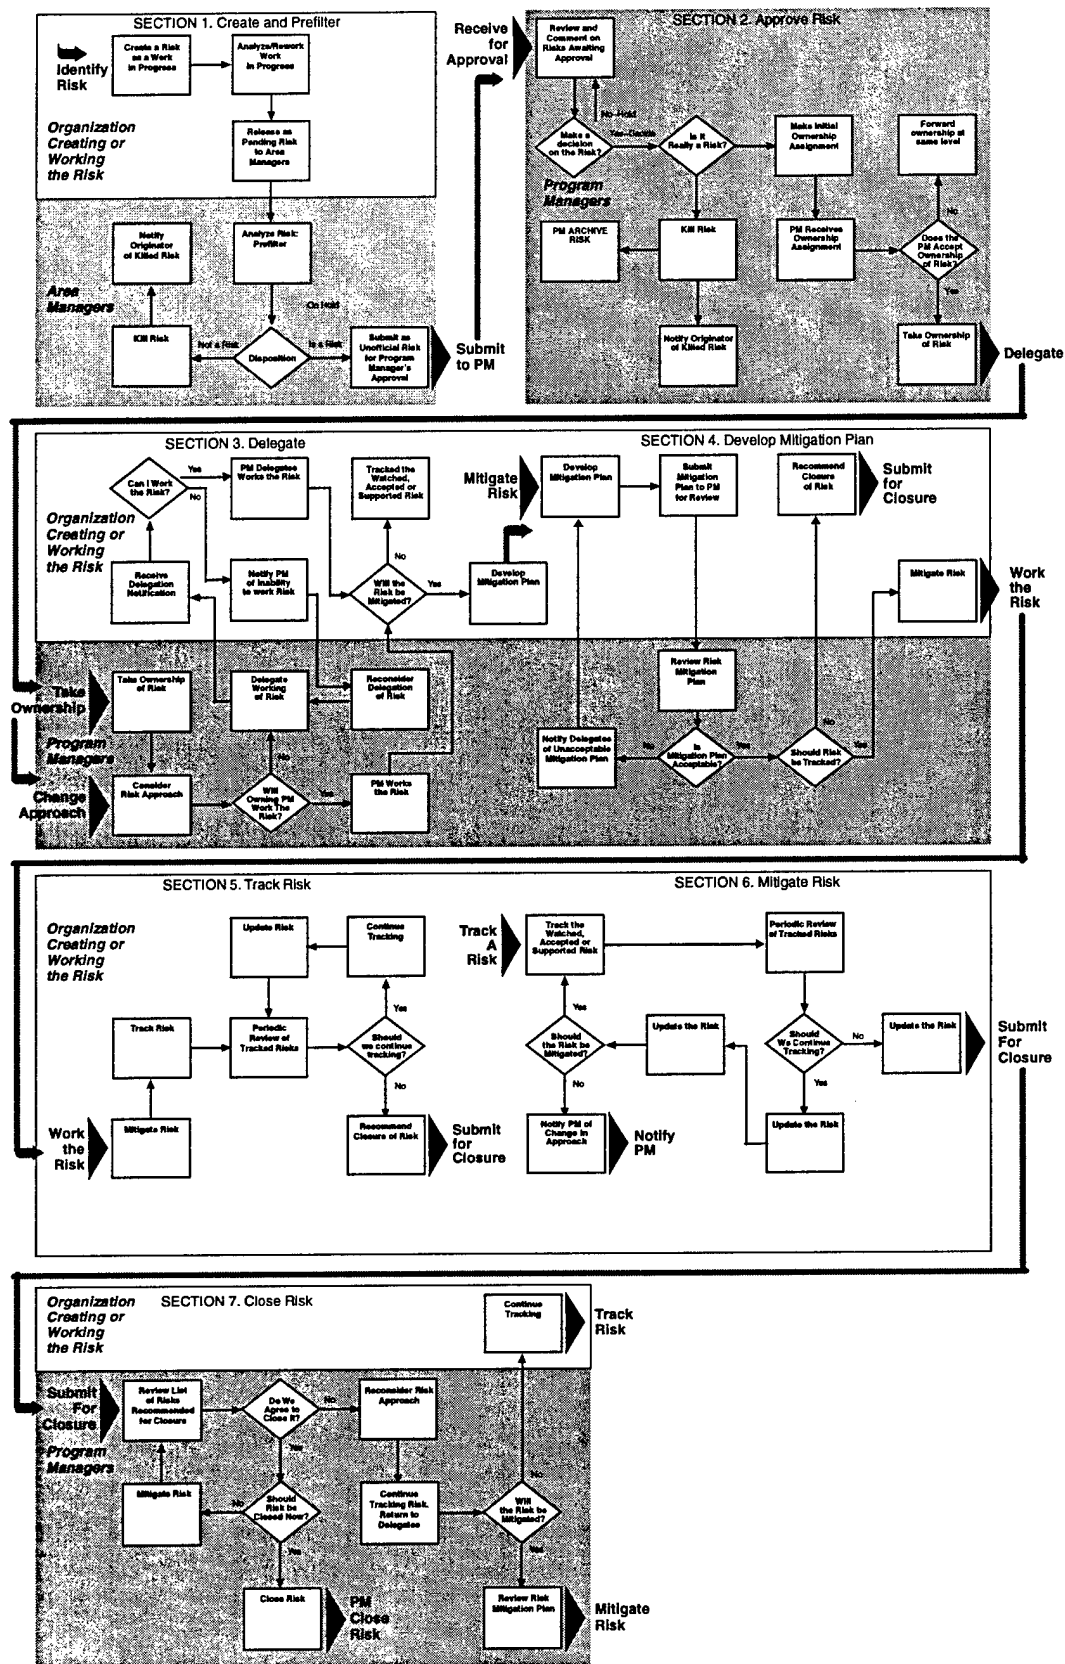 SECTION 1. Create and Prefilter
Identify
Risk
Create a Risk
as a Work
in Progress
Analyze/Rework
Work
in Progress
Organization
Creating or
Working
the Risk
Release as
Pending Risk
to Area
Managers
Notify
Originator
of Killed Risk
Analyze Risk:
Prefilter
Area
Managers
On Hold
Kill Risk
Not a Risk
Disposition
Is a Risk
Submit as
Unofficial Risk
for Program
Manager's
Approval
Submit
to PM
SECTION 2. Approve Risk
Receive
for
Approval
Review and
Comment on
Risks Awaiting
Approval
No-Hold
Make a
decision
on the Risk?
Yes-Decide
Is it
Really a Risk?
Make Initial
Ownership
Assignment
Forward
ownership at
same level
Program
Managers
PM ARCHIVE
RISK
Kill Risk
PM Receives
Ownership
Assignment
No
Does the
PM Accept
Ownership
of Risk?
Yes
Notify Originator
of Killed Risk
Take Ownership
of Risk
Delegate
SECTION 3. Delegate
Can I Work
the Risk?
Yes
No
PM Delegates
Works the Risk
Tracked the
Watched,
Accepted or
Supported Risk
Organization
Creating or
Working
the Risk
Receive
Delegation
Notification
Notify PM
of Inability
to work Risk
No
Will the
Risk be
Mitigated?
Yes
Develop
Mitigation Plan
Take
Ownership
Take Ownership
of Risk
Delegate
Working
of Risk
Reconsider
Delegation
of Risk
Program
Managers
No
Change
Approach
Consider
Risk Approach
Will
Owning PM
Work The
Risk?
Yes
PM Works
the Risk
SECTION 4. Develop Mitigation Plan
Mitigate
Risk
Develop
Mitigation Plan
Submit
Mitigation
Plan to PM
for Review
Recommend
Closure
of Risk
Submit
for
Closure
Mitigate Risk
Work
the
Risk
Review Risk
Mitigation
Plan
Notify Delegates
of Unacceptable
Mitigation Plan
No
Is
Mitigation Plan
Acceptable?
Yes
No
Should Risk
be Tracked?
Yes
SECTION 5. Track Risk
Organization
Creating or
Working
the Risk
Update Risk
Continue
Tracking
Yes
Track Risk
Periodic
Review of
Tracked Risks
Should
we continue
tracking?
No
Work
the
Risk
Mitigate Risk
Recommend
Closure of Risk
Submit
for
Closure
SECTION 6. Mitigate Risk
Track
A
Risk
Track the
Watched,
Accepted or
Supported Risk
Periodic Review
of Tracked Risks
Yes
Should
the Risk be
Mitigated?
Update the Risk
Should
We Continue
Tracking?
No
Update the Risk
Submit
For
Closure
No
Yes
Notify PM of
Change in
Approach
Notify
PM
Update the Risk
Organization
Creating or
Working
the Risk
SECTION 7. Close Risk
Continue
Tracking
Track
Risk
Submit
For
Closure
Review List
of Risks
Recommended
for Closure
Do We
Agree to
Close It?
No
Reconsider Risk
Approach
Program
Managers
Yes
No
Mitigate Risk
No
Should
Risk be
Closed Now?
Continue
Tracking Risk.
Return to
Delegates
Will
the Risk be
Mitigated?
Yes
Yes
Close Risk
PM
Close
Risk
Review Risk
Mitigation Plan
Mitigate
Risk